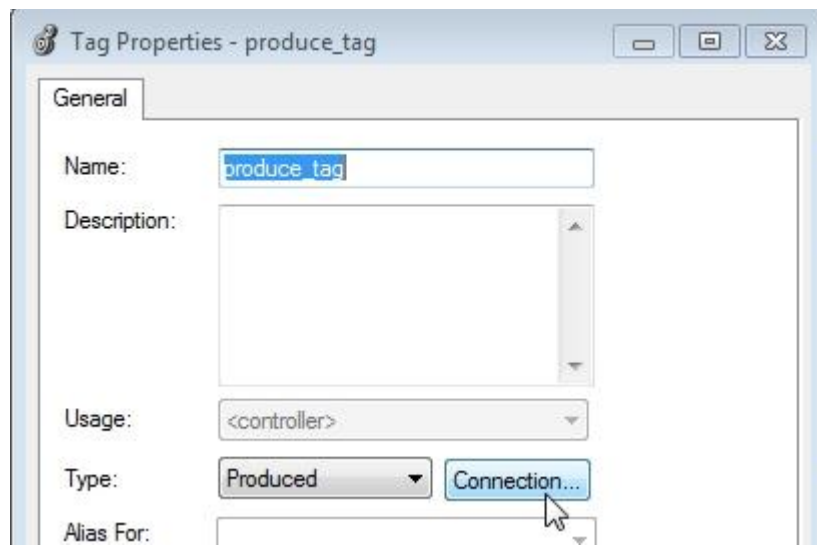 Tag Properties - produce_tag
General
Name: produce_tag
Description:
Usage: <controller>
Type: Produced Connection...
Alias For: